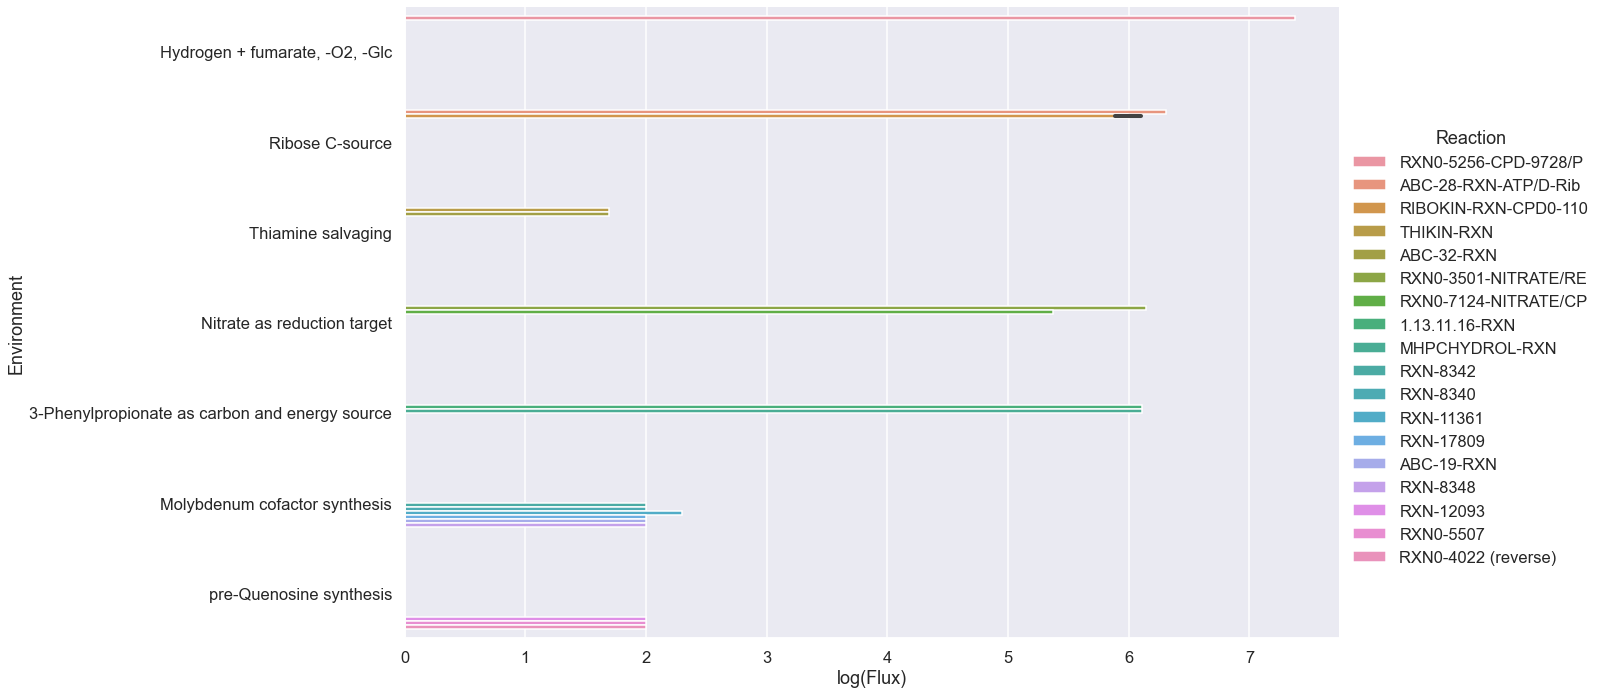 Environment
Hydrogen + fumarate, -O2, -Glc
Ribose C-source
Thiamine salvaging
Nitrate as reduction target
3-Phenylpropionate as carbon and energy source
Molybdenum cofactor synthesis
pre-Quenosine synthesis
0 1 2 3 4 5 6 7
log(Flux)
Reaction
RXN0-5256-CPD-9728/P
ABC-28-RXN-ATP/D-Rib
RIBOKIN-RXN-CPD0-110
THIKIN-RXN
ABC-32-RXN
RXN0-3501-NITRATE/RE
RXN0-7124-NITRATE/CP
1.13.11.16-RXN
MHPCHYDROL-RXN
RXN-8342
RXN-8340
RXN-11361
RXN-17809
ABC-19-RXN
RXN-8348
RXN-12093
RXN0-5507
RXN0-4022 (reverse)